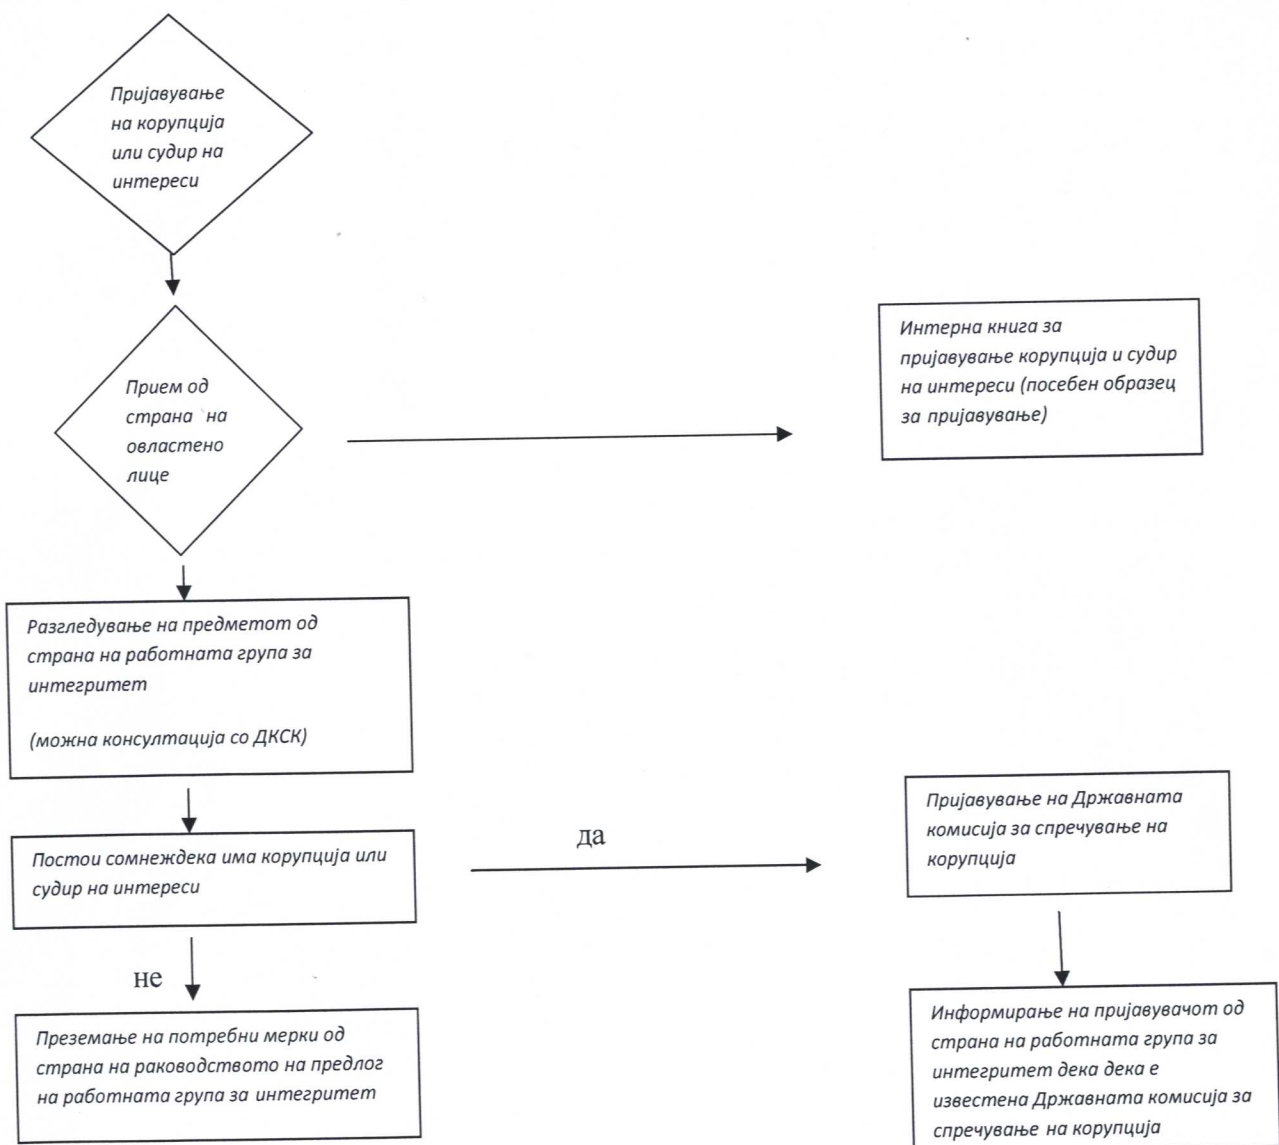 Пријавување
на корупција
или судир на
интереси
Прием од
страна на
овластено
лице
Интерна книга за
пријавување корупција и судир
на интереси (посебен образец
за пријавување)
Разгледување на предметот од
страна на работната група за
интегритет
(можна консултација со ДКСК)
Постои сомнеждека има корупција или
судир на интереси
да
Пријавување на Државната
комисија за спречување на
корупција
не
Преземање на потребни мерки од
страна на раководството на предлог
на работната група за интегритет
Информирање на пријавувачот од
страна на работната група за
интегритет дека дека е
известена Државната комисија за
спречување на корупција